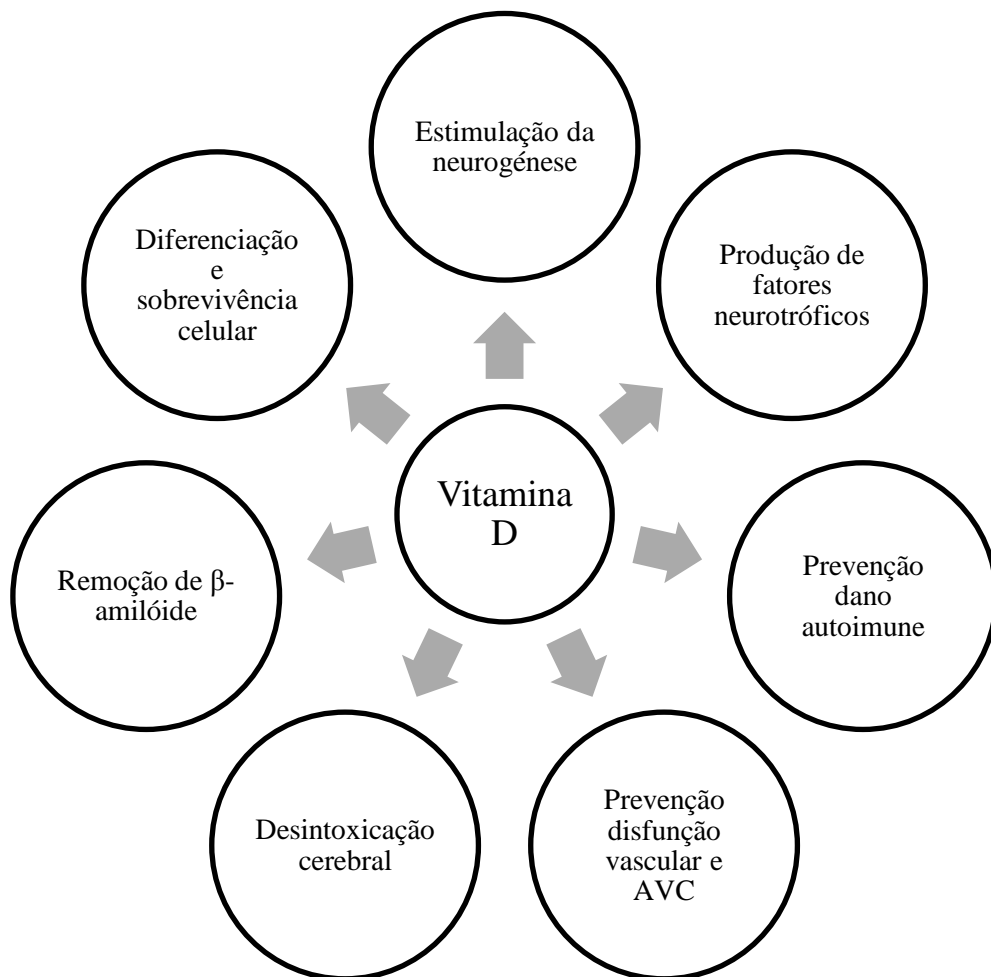 Estimulação da
neurogénese
Diferenciação
e
sobrevivência
celular
Produção de
fatores
neurotróficos
Vitamina
D
Remoção de β-
amilóide
Prevenção
dano
autoimune
Desintoxicação
cerebral
Prevenção
disfunção
vascular e
AVC